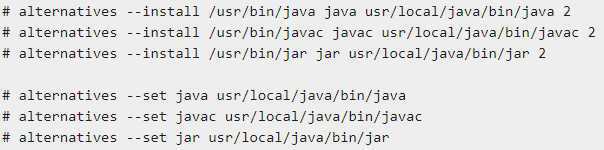 # alternatives --install /usr/bin/java java usr/local/java/bin/java 2
# alternatives --install /usr/bin/javac javac usr/local/java/bin/javac 2
# alternatives --install /usr/bin/jar jar usr/local/java/bin/jar 2
# alternatives --set java usr/local/java/bin/java
# alternatives --set javac usr/local/java/bin/javac
# alternatives --set jar usr/local/java/bin/jar